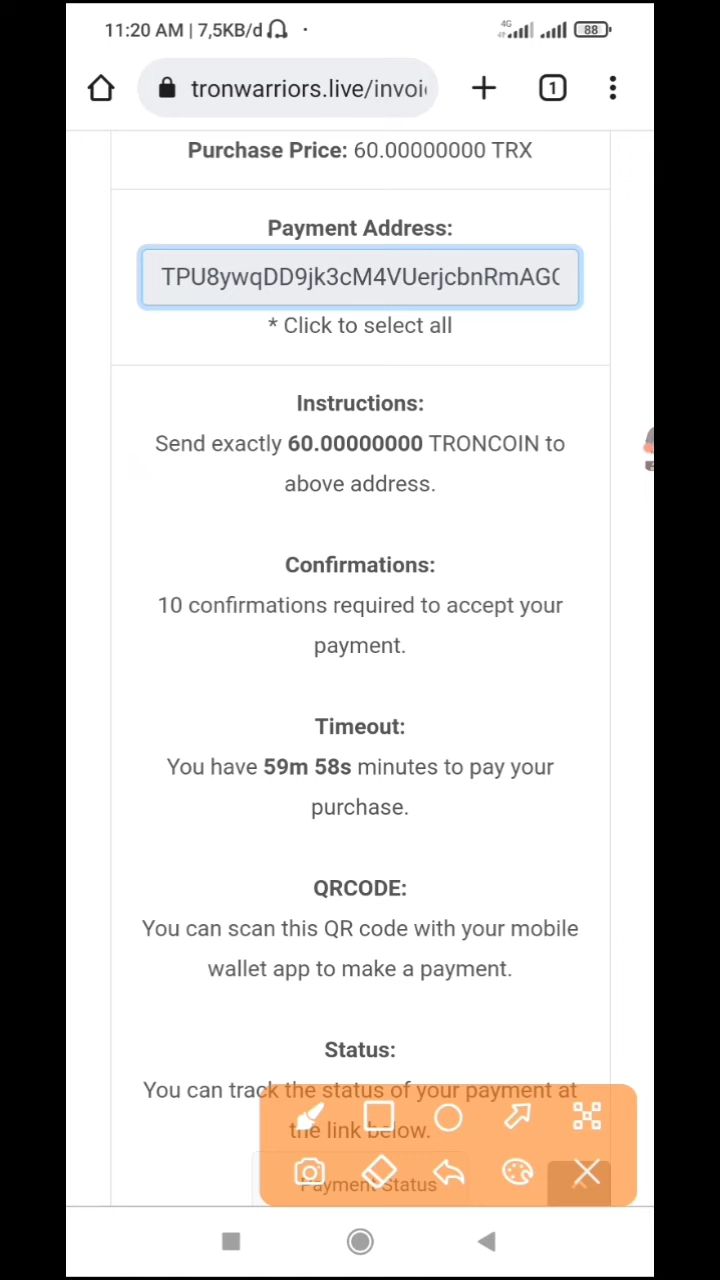 11:20 AM | 7,5KB/d
4G
88
tronwarriors.live/invoi
1
Purchase Price: 60.00000000 TRX
Payment Address:
TPU8ywqDD9jk3cM4VUerjcbnRmAG
* Click to select all
Instructions:
Send exactly 60.00000000 TRONCOIN to
above address.
Confirmations:
10 confirmations required to accept your
payment.
Timeout:
You have 59m 58s minutes to pay your
purchase.
QRCODE:
You can scan this QR code with your mobile
wallet app to make a payment.
Status:
You can track the status of your payment at
the link below.
Payment Status